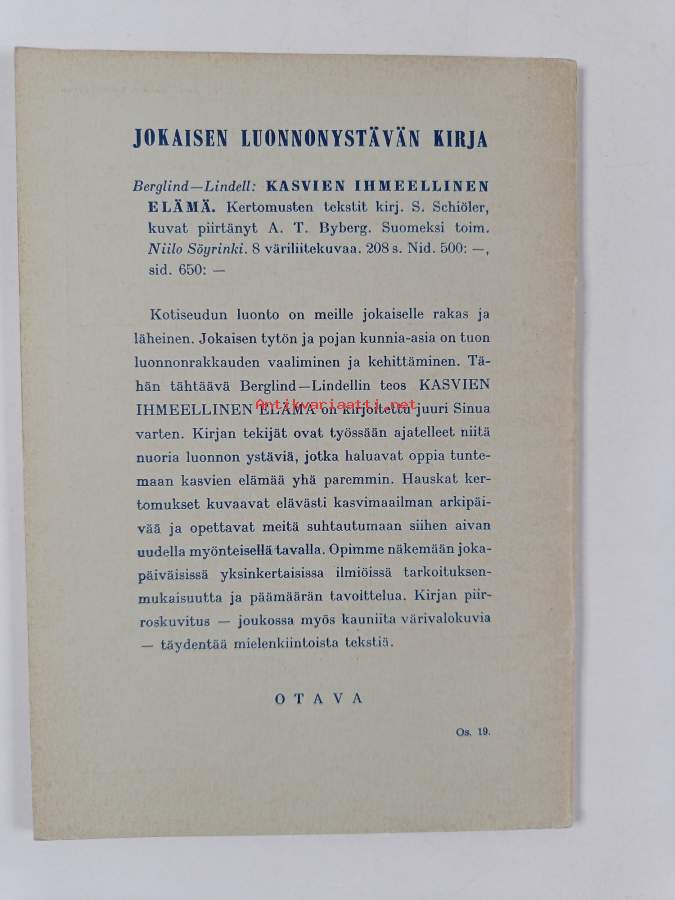 JOKAISEN LUONNONYSTÄVÄN KIRJA
Berglind—Lindell: KASVIEN IHMEELLINEN
ELÄMÄ. Kertomusten tekstit kirj. S. Schiöler,
kuvat piirtänyt A. T. Byberg. Suomeksi toim.
Niilo Söyrinki. 8 väriliitekuvaa. 208 s. Nid. 500: —,
sid. 650: —
Kotiseudun luonto on meille jokaiselle rakas ja
läheinen. Jokaisen tytön ja pojan kunnia-asia on tuon
luonnonrakkauden vaaliminen ja kehittäminen. Tä-
hän tähtäävä Berglind—Lindellin teos KASVIEN
IHMEELLINEN ELÄMÄ on kirjoitettu juuri Sinua
Antikvariaatti.net
varten. Kirjan tekijät ovat työssään ajatelleet niitä
nuoria luonnon ystäviä, jotka haluavat oppia tunte-
maan kasvien elämää yhä paremmin. Hauskat ker-
tomukset kuvaavat elävästi kasvimaailman arkipäi-
vää ja opettavat meitä suhtautumaan siihen aivan
uudella myönteisellä tavalla. Opimme näkemään joka-
päiväisissä yksinkertaisissa ilmiöissä tarkoituksen-
mukaisuutta ja päämäärän tavoittelua. Kirjan piir-
roskuvitus — joukossa myös kauniita värivalokuvia
— täydentää mielenkiintoista tekstiä.
OTAVA
Os. 19.